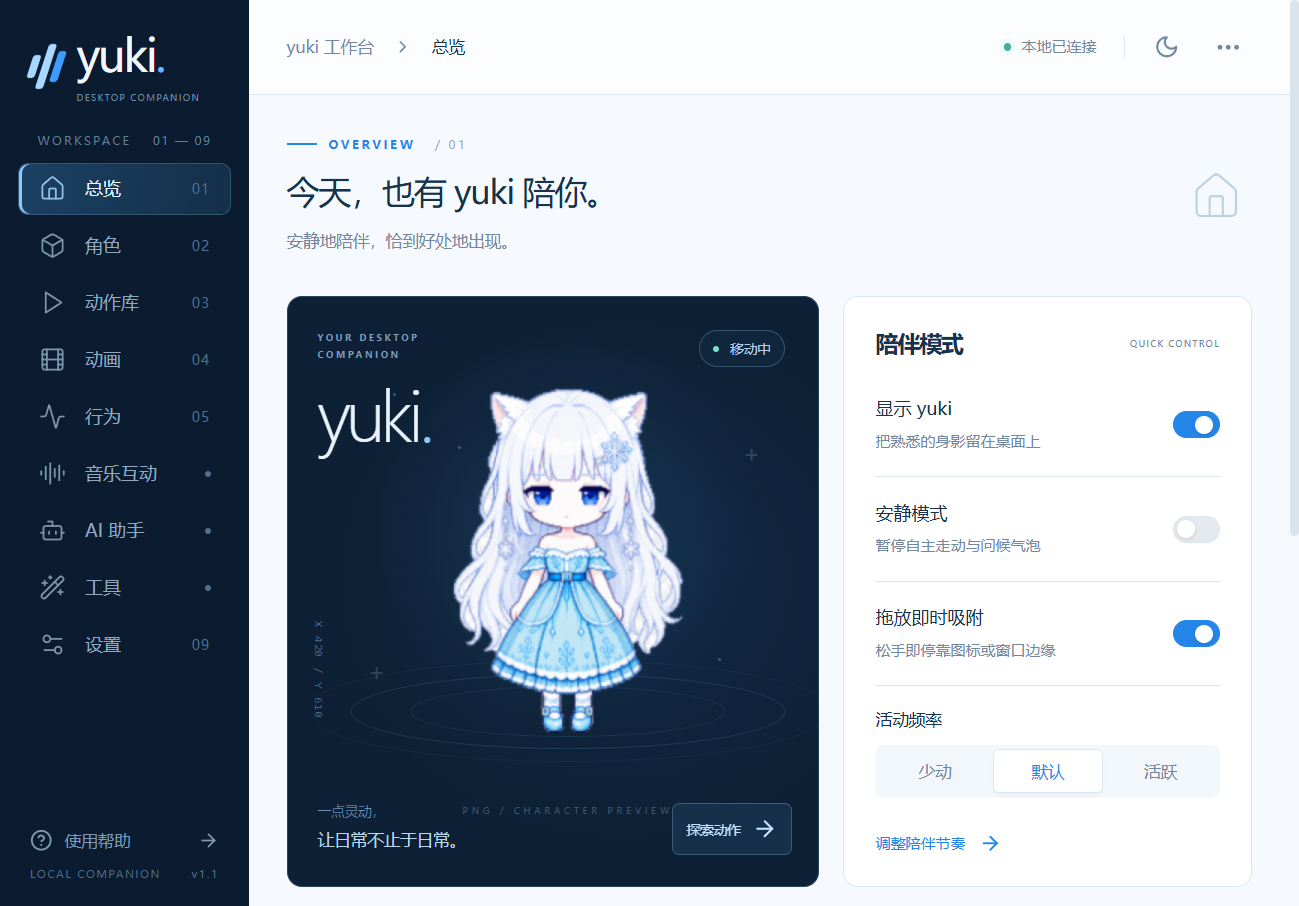 yuki.
DESKTOP COMPANION
WORKSPACE 01 — 09
总览 01
角色 02
动作库 03
动画 04
行为 05
音乐互动
AI 助手
工具
设置 09
使用帮助
LOCAL COMPANION v1.1
yuki 工作台 > 总览
本地已连接
OVERVIEW / 01
今天，也有 yuki 陪你。
安静地陪伴，恰到好处地出现。
YOUR DESKTOP
COMPANION
移动中
yuki.
X 420 / Y 610
一点灵动，
PNG / CHARACTER PREVIEW
让日常不止于日常。
探索动作
陪伴模式
QUICK CONTROL
显示 yuki
把熟悉的身影留在桌面上
安静模式
暂停自主走动与问候气泡
拖放即时吸附
松手即停靠图标或窗口边缘
活动频率
少动 默认 活跃
调整陪伴节奏